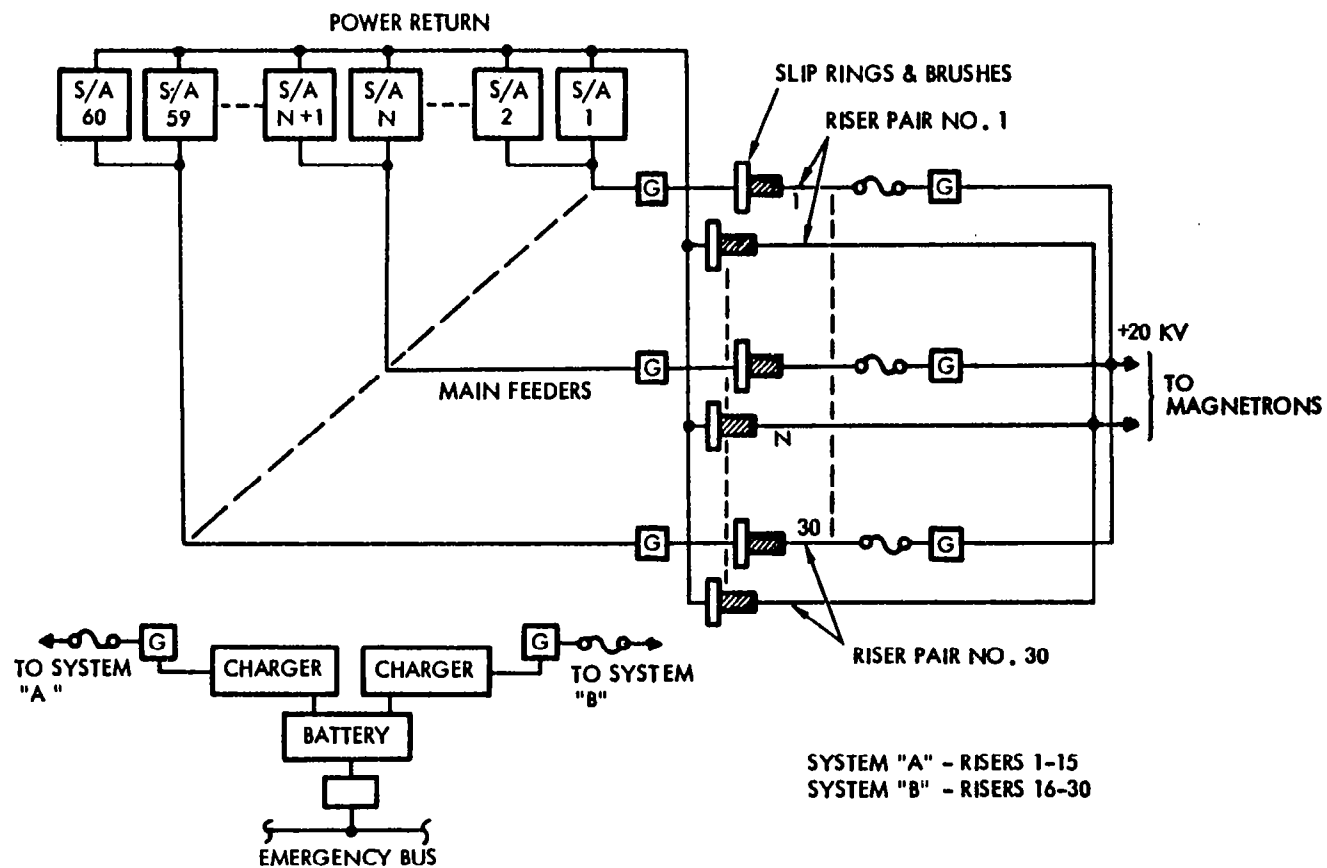 POWER RETURN
S/A 60
S/A 59
S/A N +1
S/A N
S/A 2
S/A 1
SLIP RINGS & BRUSHES
RISER PAIR NO. 1
G
G
1
+20 KV
G
G
MAIN FEEDERS
TO
MAGNETRONS
N
30
G
G
RISER PAIR NO. 30
G
G
TO SYSTEM
"A"
CHARGER
CHARGER
TO SYSTEM
"B"
BATTERY
SYSTEM "A" - RISERS 1-15
SYSTEM "B" - RISERS 16-30
EMERGENCY BUS